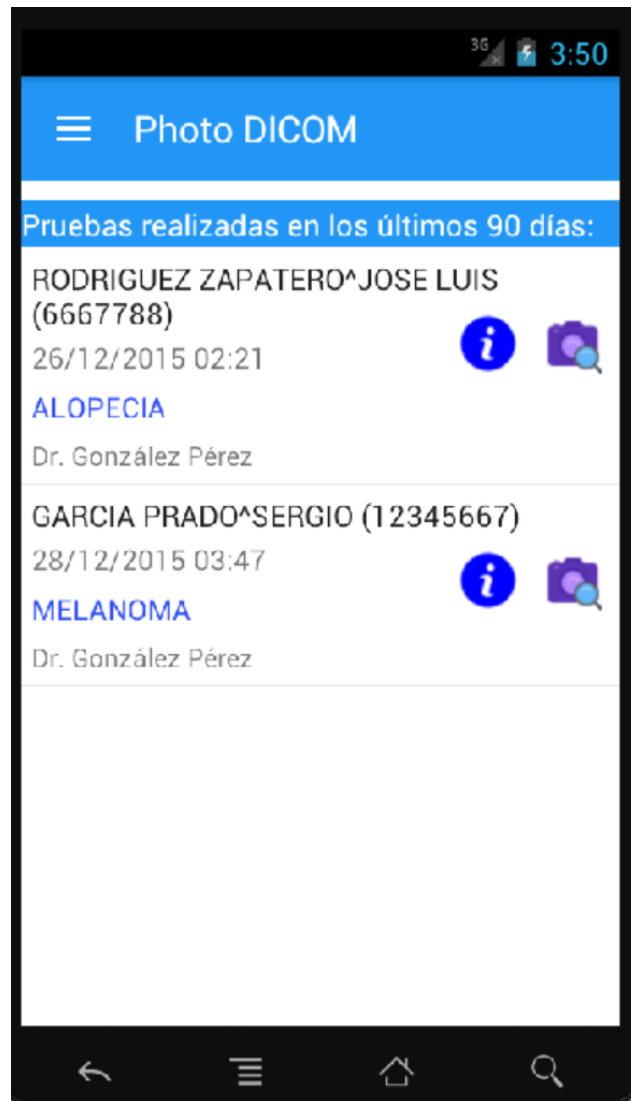 3G 3:50
Photo DICOM
Pruebas realizadas en los últimos 90 días:
RODRIGUEZ ZAPATERO^JOSE LUIS
(6667788)
26/12/2015 02:21
ALOPECIA
Dr. González Pérez
GARCIA PRADO^SERGIO (12345667)
28/12/2015 03:47
MELANOMA
Dr. González Pérez